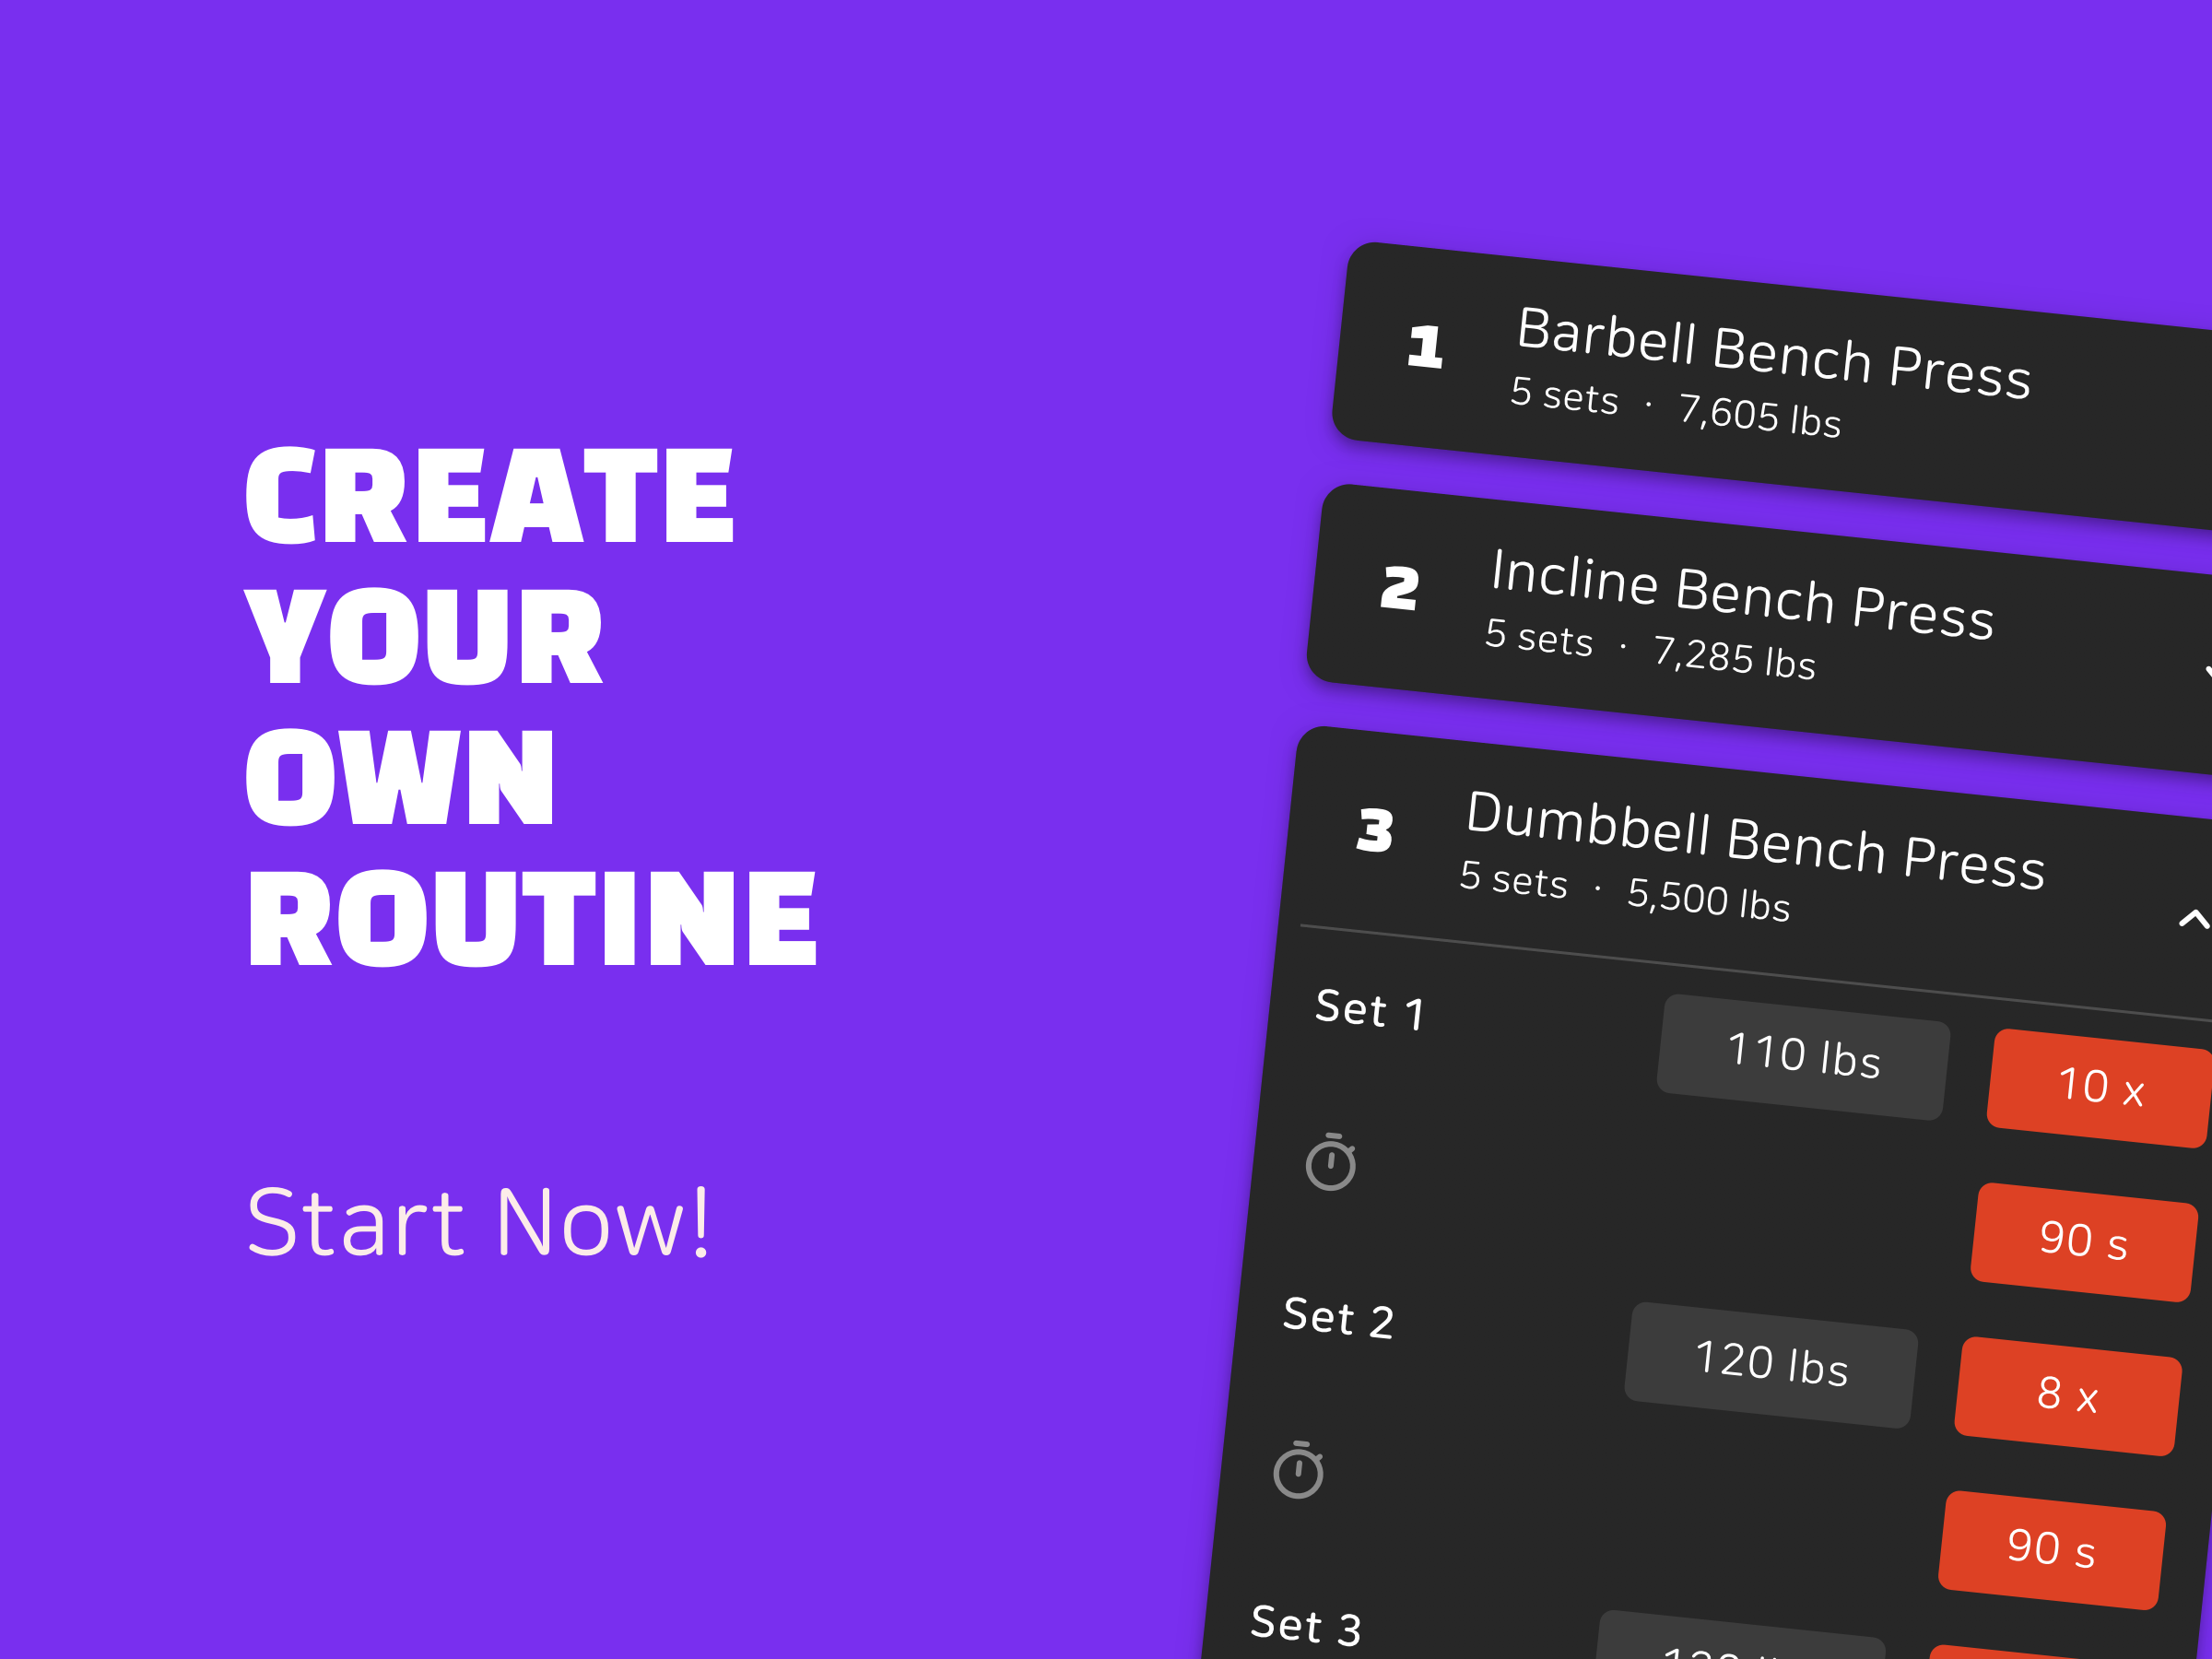 CREATE
YOUR
OWN
ROUTINE
Start Now!
1
Barbell Bench Press
5 sets · 7,605 lbs
2
Incline Bench Press
5 sets · 7,285 lbs
3
Dumbbell Bench Press
5 sets · 5,500 lbs
Set 1
110 lbs
10 x
90 s
Set 2
120 lbs
8 x
90 s
Set 3